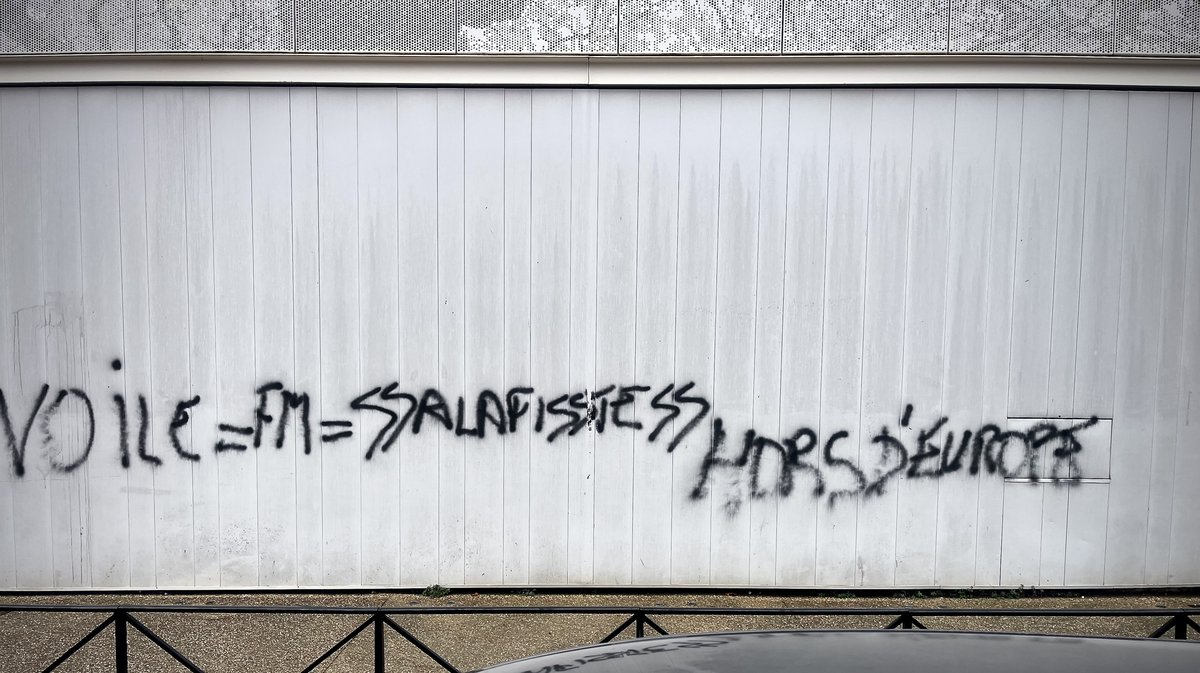 VOiLE = FM = SSALAFISSTESS HORS D'EUROPE